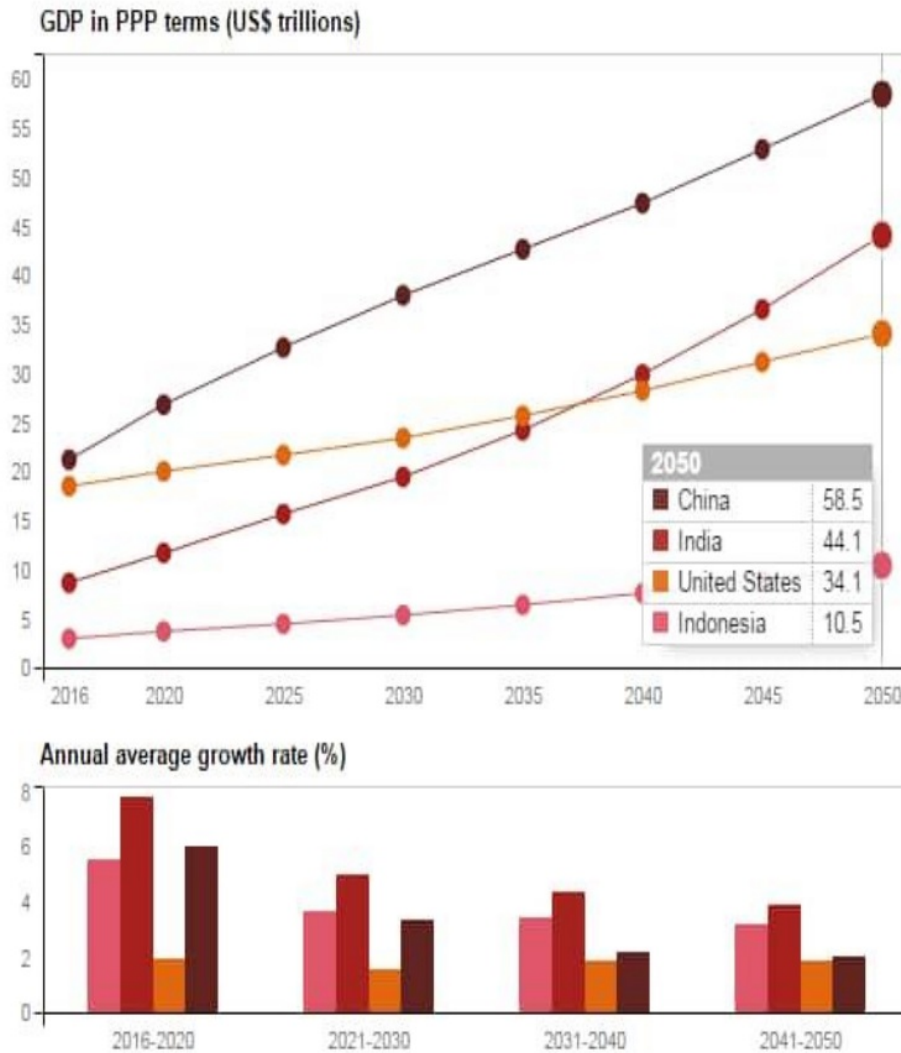 GDP in PPP terms (US$ trillions)
60
55
50
45
40
35
30
25
20
15
10
5
0
2050
China 58.5
India 44.1
United States 34.1
Indonesia 10.5
2016 2020 2025 2030 2035 2040 2045 2050
Annual average growth rate (%)
8
6
4
2
0
2016-2020 2021-2030 2031-2040 2041-2050